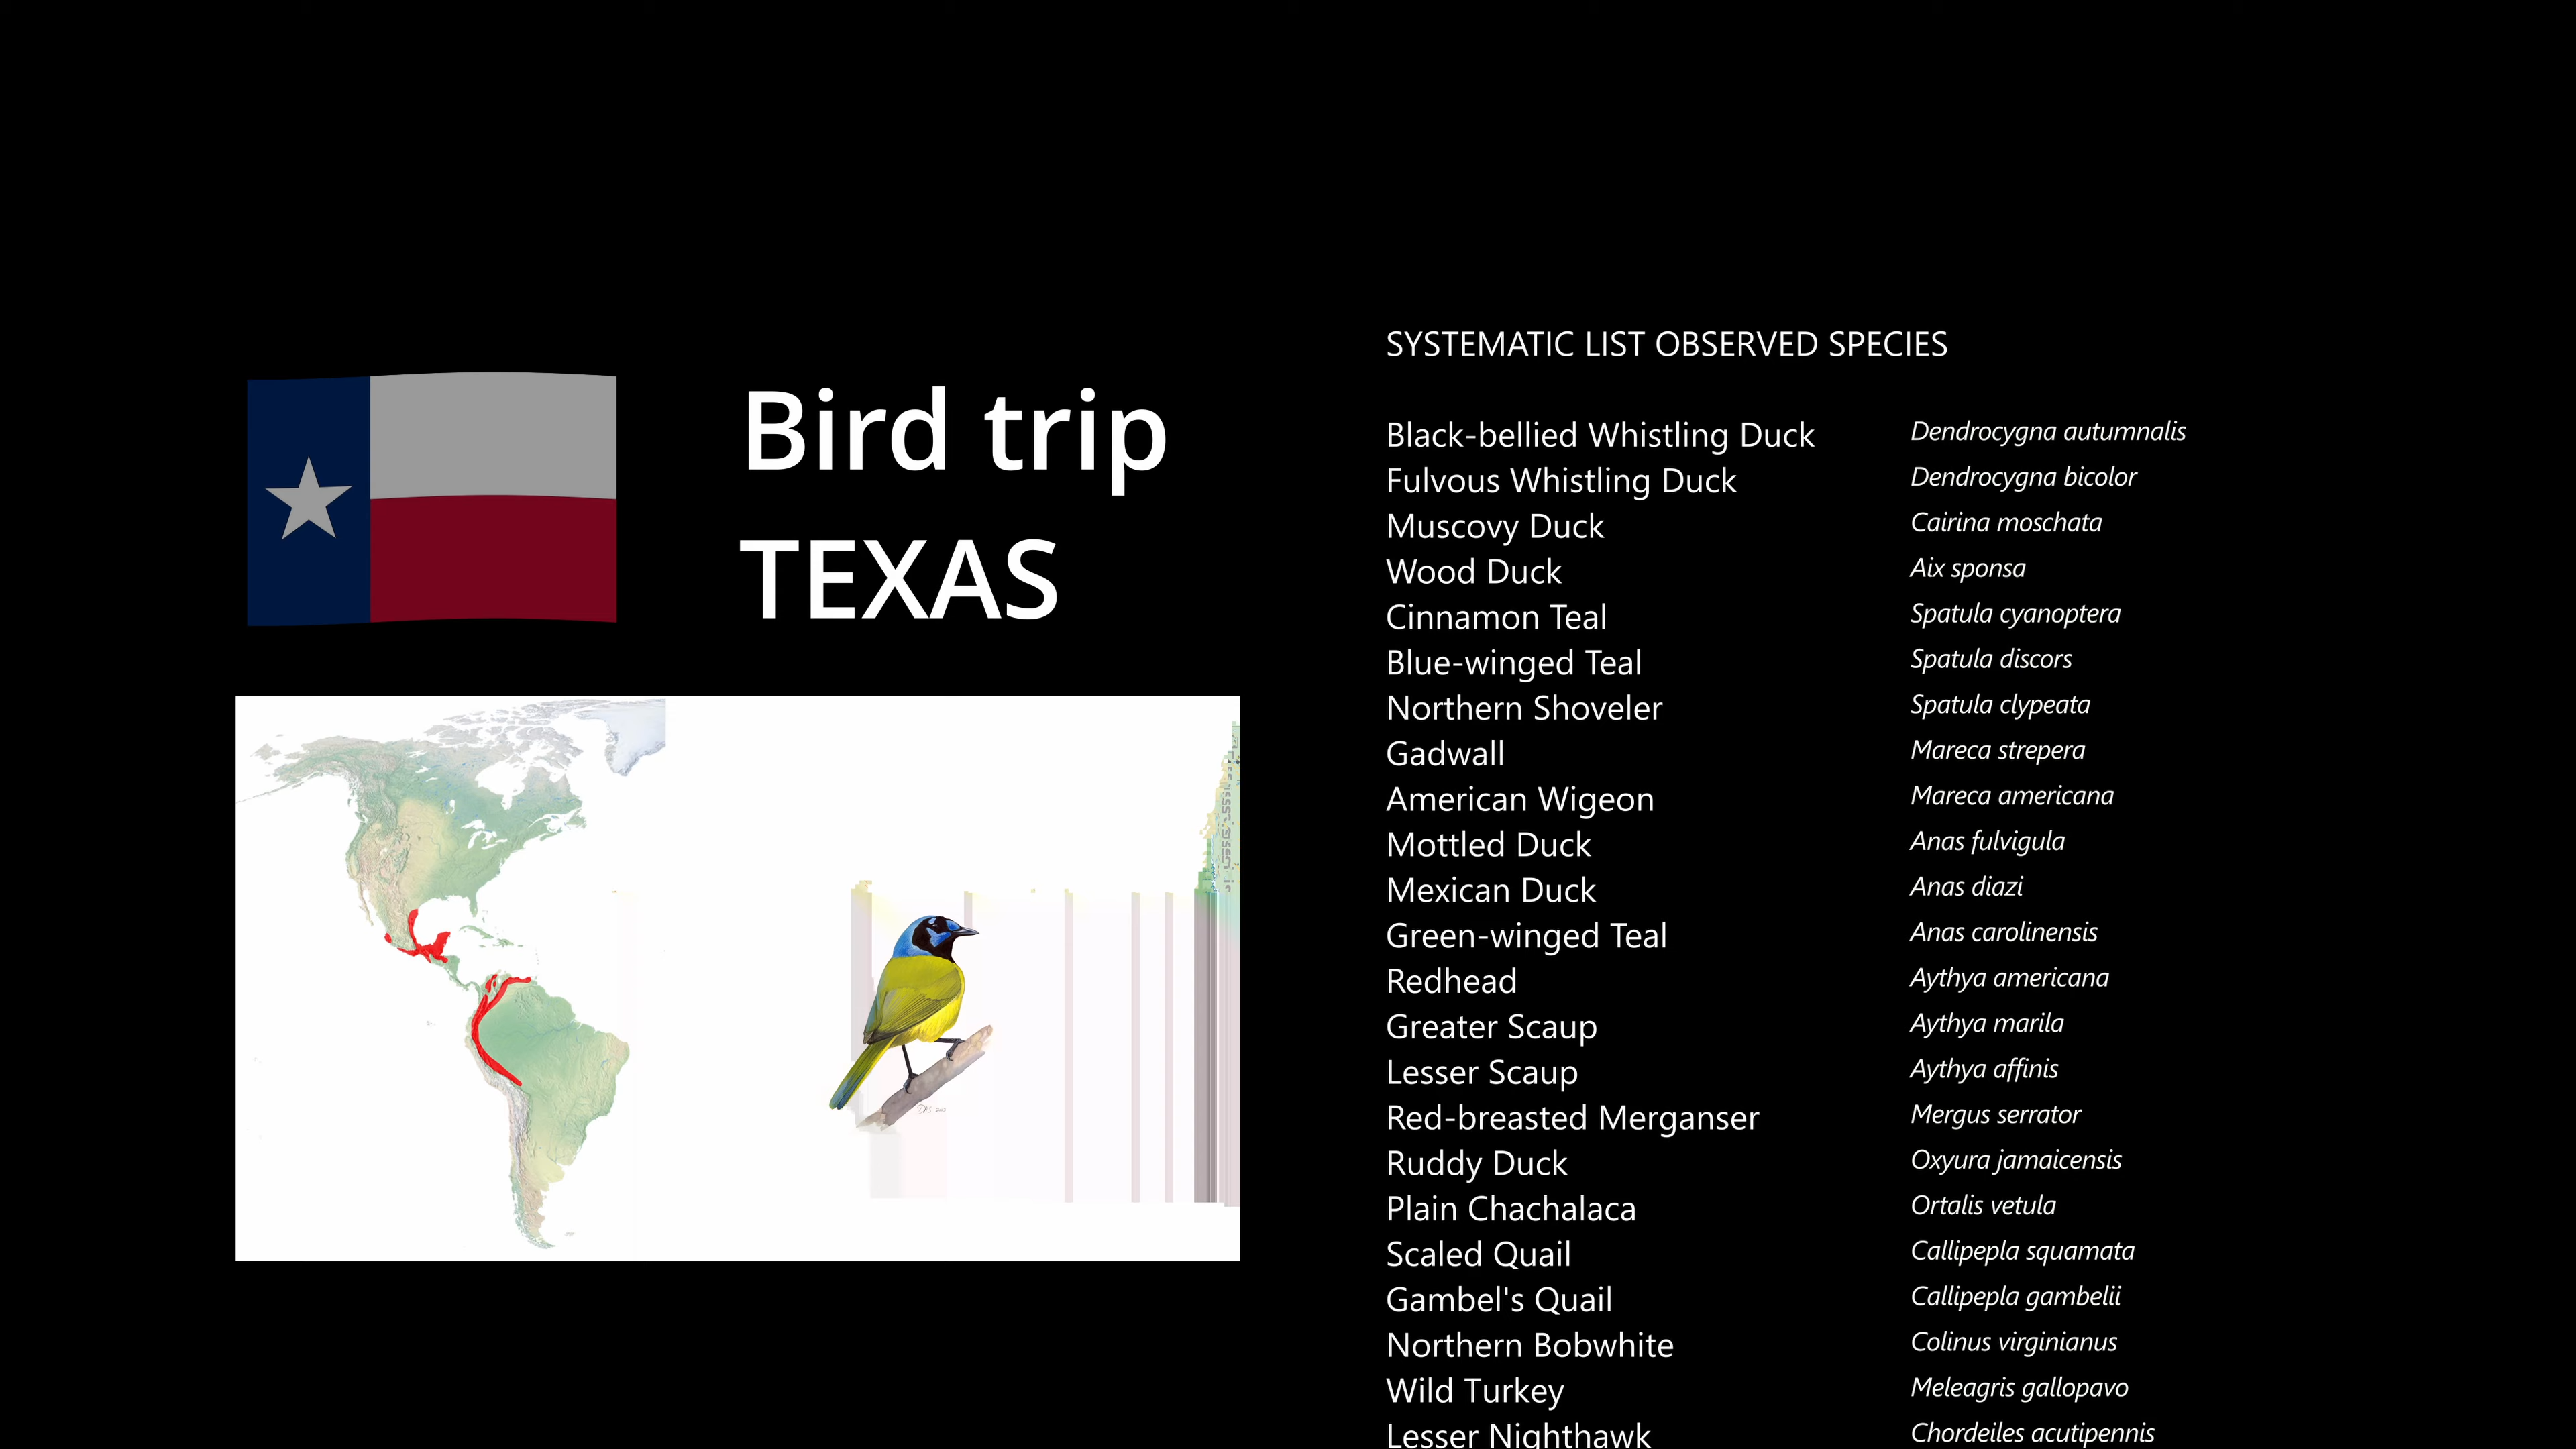 Bird trip
TEXAS
SYSTEMATIC LIST OBSERVED SPECIES
Black-bellied Whistling Duck Dendrocygna autumnalis
Fulvous Whistling Duck Dendrocygna bicolor
Muscovy Duck Cairina moschata
Wood Duck Aix sponsa
Cinnamon Teal Spatula cyanoptera
Blue-winged Teal Spatula discors
Northern Shoveler Spatula clypeata
Gadwall Mareca strepera
American Wigeon Mareca americana
Mottled Duck Anas fulvigula
Mexican Duck Anas diazi
Green-winged Teal Anas carolinensis
Redhead Aythya americana
Greater Scaup Aythya marila
Lesser Scaup Aythya affinis
Red-breasted Merganser Mergus serrator
Ruddy Duck Oxyura jamaicensis
Plain Chachalaca Ortalis vetula
Scaled Quail Callipepla squamata
Gambel's Quail Callipepla gambelii
Northern Bobwhite Colinus virginianus
Wild Turkey Meleagris gallopavo
Lesser Nighthawk Chordeiles acutipennis